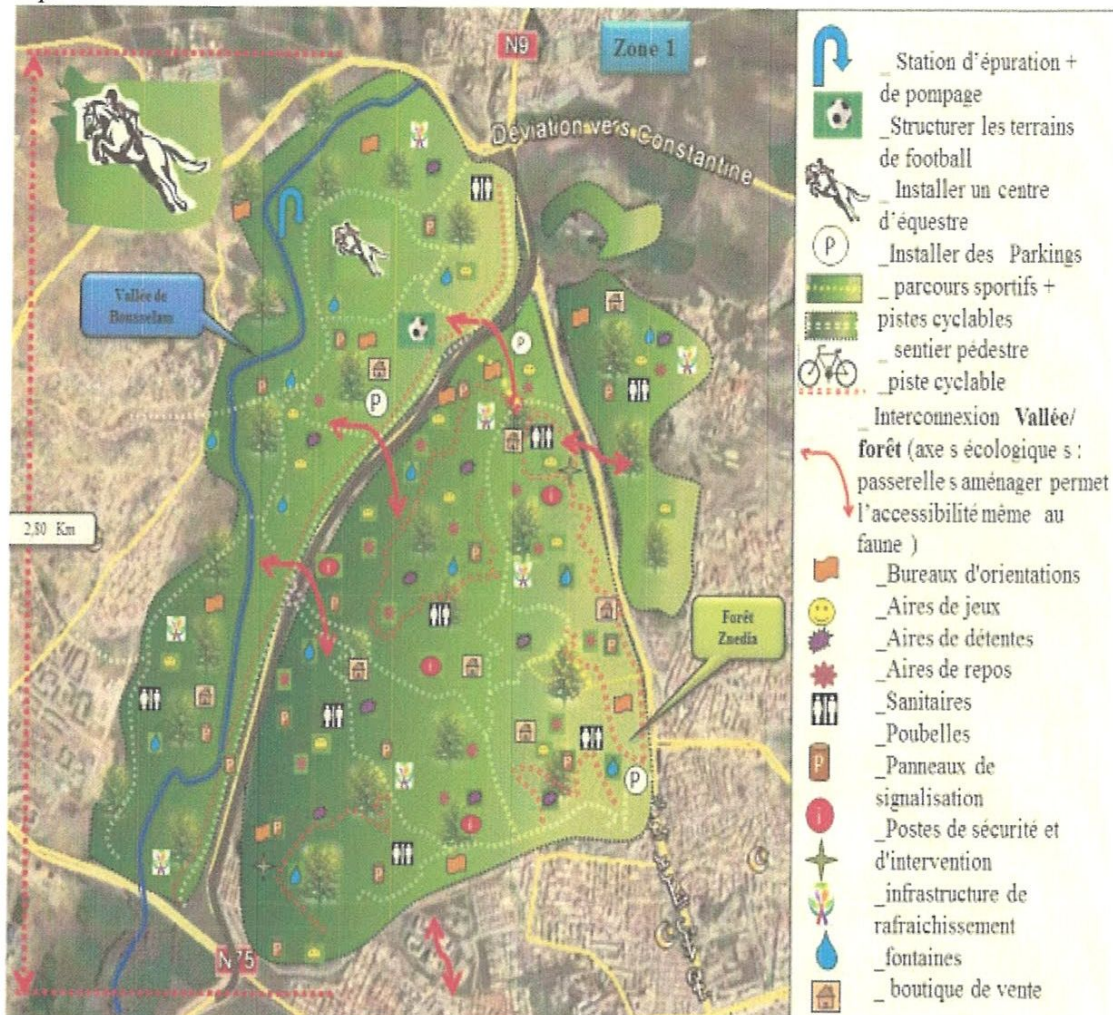 N9
Zone 1
Déviation vers Constantine
Vallée de
Bousselam
2,80 Km
Forêt
Znedia
N75
P
P
P
_ Station d'épuration +
de pompage
_Structurer les terrains
de football
_ Installer un centre
d'équestre
P
_Installer des Parkings
_ parcours sportifs +
pistes cyclables
_ sentier pédestre
_piste cyclable
_ Interconnexion Vallée/
forêt (axe s écologique s :
passerelle s aménager permet
l'accessibilité même au
faune )
_Bureaux d'orientations
_Aires de jeux
_Aires de détentes
_Aires de repos
_Sanitaires
_Poubelles
P
_Panneaux de
signalisation
i
_Postes de sécurité et
d'intervention
_infrastructure de
rafraichissement
_fontaines
_ boutique de vente